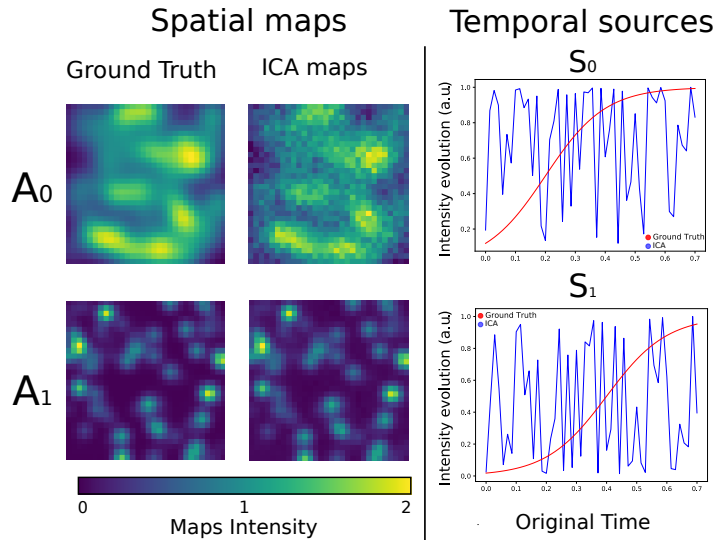 Spatial maps
Temporal sources
Ground Truth
ICA maps
A0
A1
0
1
2
Maps Intensity
S0
Intensity evolution (a.u)
1.0
0.8
0.6
0.4
0.2
Ground Truth
ICA
0.0 0.1 0.2 0.3 0.4 0.5 0.6 0.7
S1
Intensity evolution (a.u)
1.0
0.8
0.6
0.4
0.2
0.0
Ground Truth
ICA
0.0 0.1 0.2 0.3 0.4 0.5 0.6 0.7
Original Time